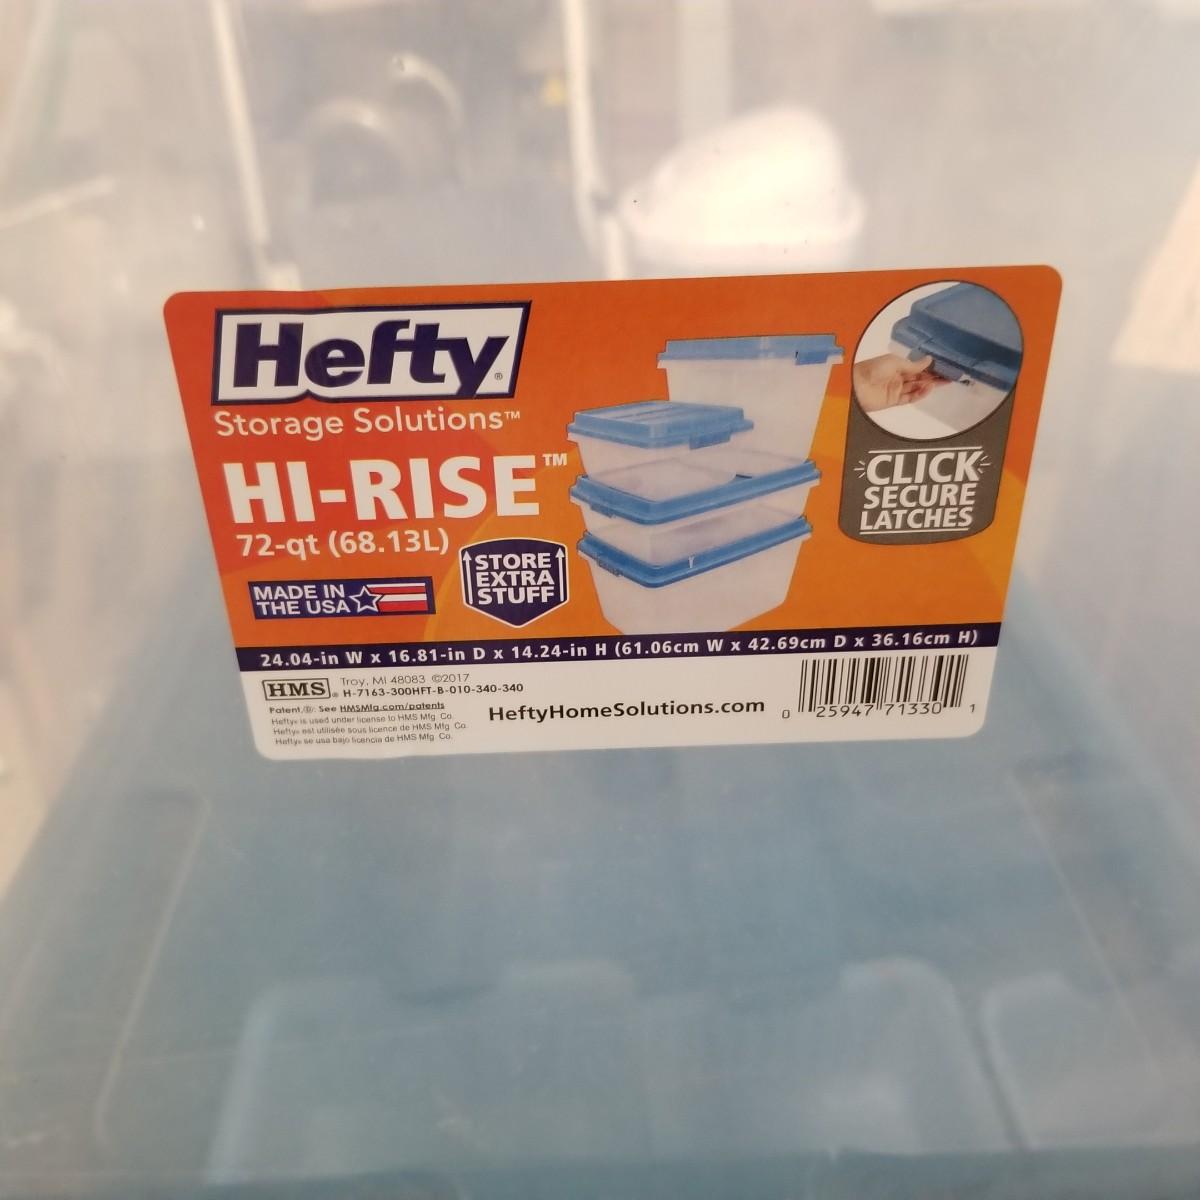 Hefty®
Storage Solutions™
HI-RISE™
72-qt (68.13L)
MADE IN
THE USA
STORE
EXTRA
STUFF
CLICK
SECURE
LATCHES
24.04-in W x 16.81-in D x 14.24-in H (61.06cm W x 42.69cm D x 36.16cm H)
HMS® Troy, MI 48083 ©2017
H-7163-300HFT-B-010-340-340
Patent,®: See HMSMfg.com/patents
Hefty® is used under license to HMS Mfg. Co.
Hefty® est utilisée sous licence de HMS Mfg. Co.
Hefty® se usa bajo licencia de HMS Mfg. Co.
HeftyHomeSolutions.com
0 25947 71330 1